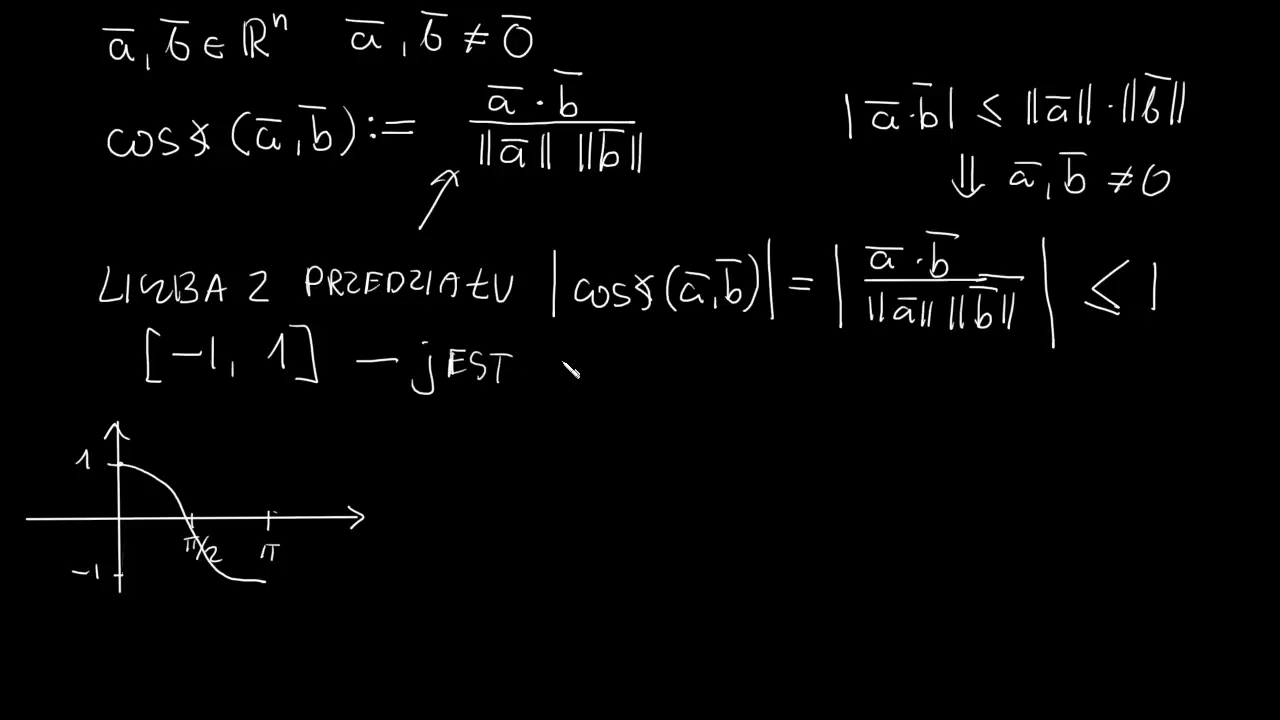 ā, b̄ ∈ ℝⁿ   ā, b̄ ≠ 0̄
cos∡(ā, b̄) := (ā · b̄) / (‖ā‖ ‖b̄‖)
|ā · b̄| ≤ ‖ā‖ · ‖b̄‖
⇓ ā, b̄ ≠ 0
LICZBA Z PRZEDZIAŁU |cos∡(ā, b̄)| = |(ā · b̄) / (‖ā‖ ‖b̄‖)| ≤ 1
[−1, 1] — jEST
1
π/2 π
−1